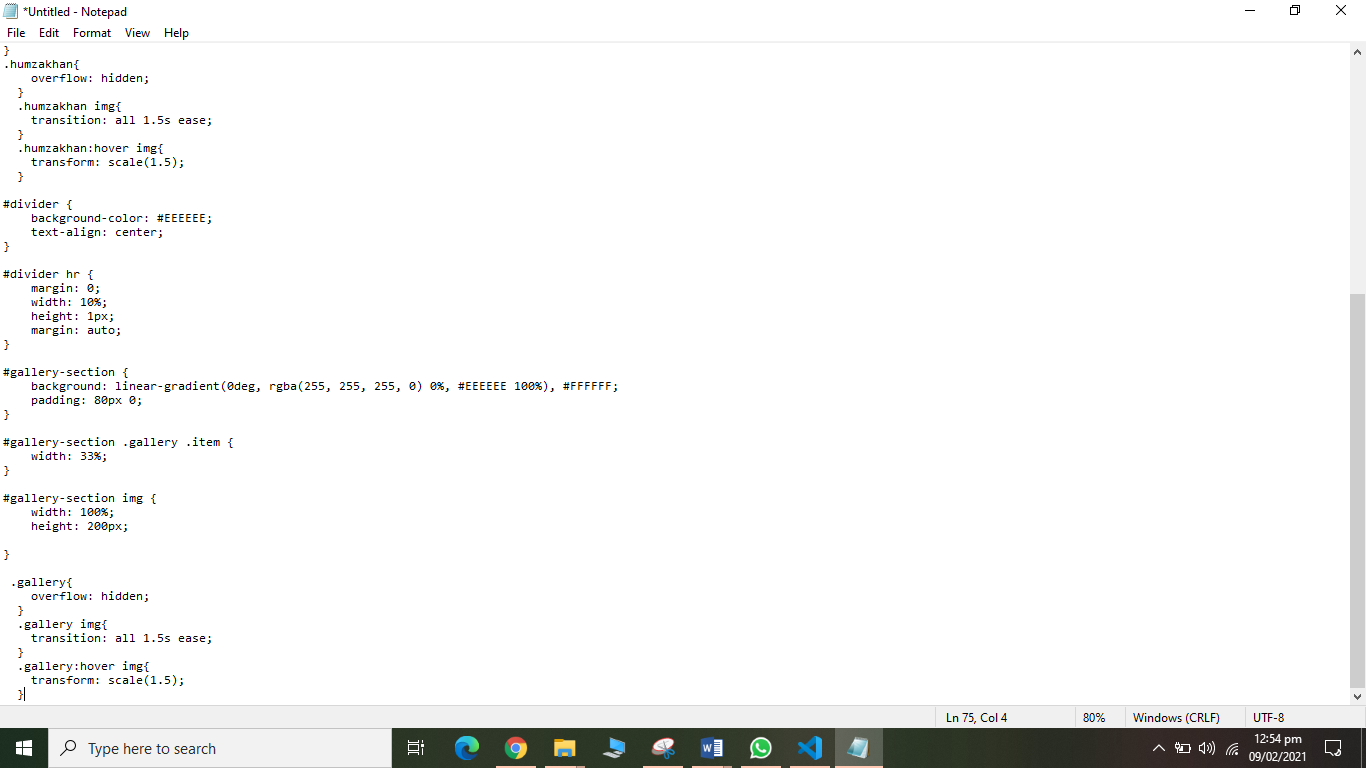 *Untitled - Notepad
File Edit Format View Help
}
.humzakhan{
    overflow: hidden;
  }
  .humzakhan img{
    transition: all 1.5s ease;
  }
  .humzakhan:hover img{
    transform: scale(1.5);
  }

#divider {
    background-color: #EEEEEE;
    text-align: center;
}

#divider hr {
    margin: 0;
    width: 10%;
    height: 1px;
    margin: auto;
}

#gallery-section {
    background: linear-gradient(0deg, rgba(255, 255, 255, 0) 0%, #EEEEEE 100%), #FFFFFF;
    padding: 80px 0;
}

#gallery-section .gallery .item {
    width: 33%;
}

#gallery-section img {
    width: 100%;
    height: 200px;

}

 .gallery{
    overflow: hidden;
  }
  .gallery img{
    transition: all 1.5s ease;
  }
  .gallery:hover img{
    transform: scale(1.5);
  }
Ln 75, Col 4 80% Windows (CRLF) UTF-8
Type here to search
12:54 pm
09/02/2021